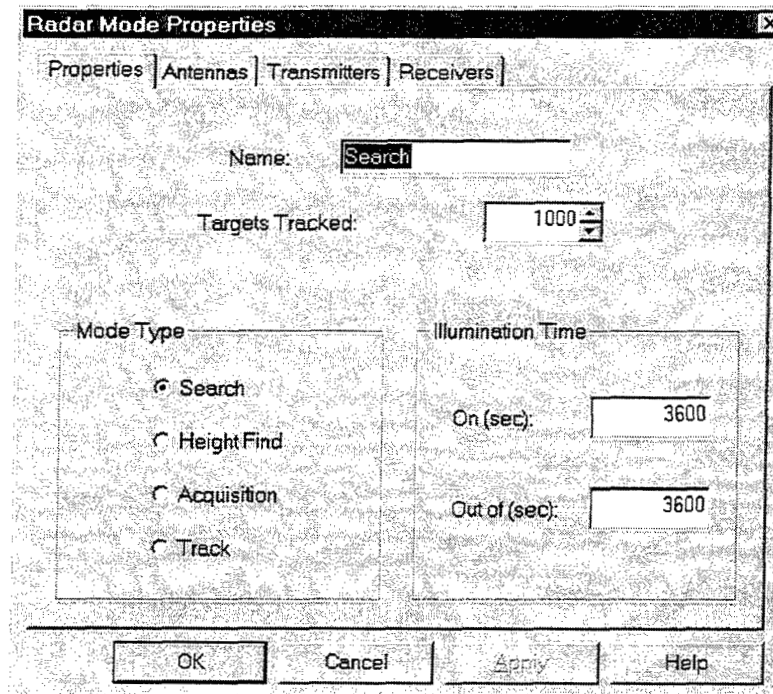 Radar Mode Properties
Properties Antennas Transmitters Receivers
Name: Search
Targets Tracked: 1000
Mode Type
Search
Height Find
Acquisition
Track
Illumination Time
On (sec): 3600
Out of (sec): 3600
OK Cancel Apply Help